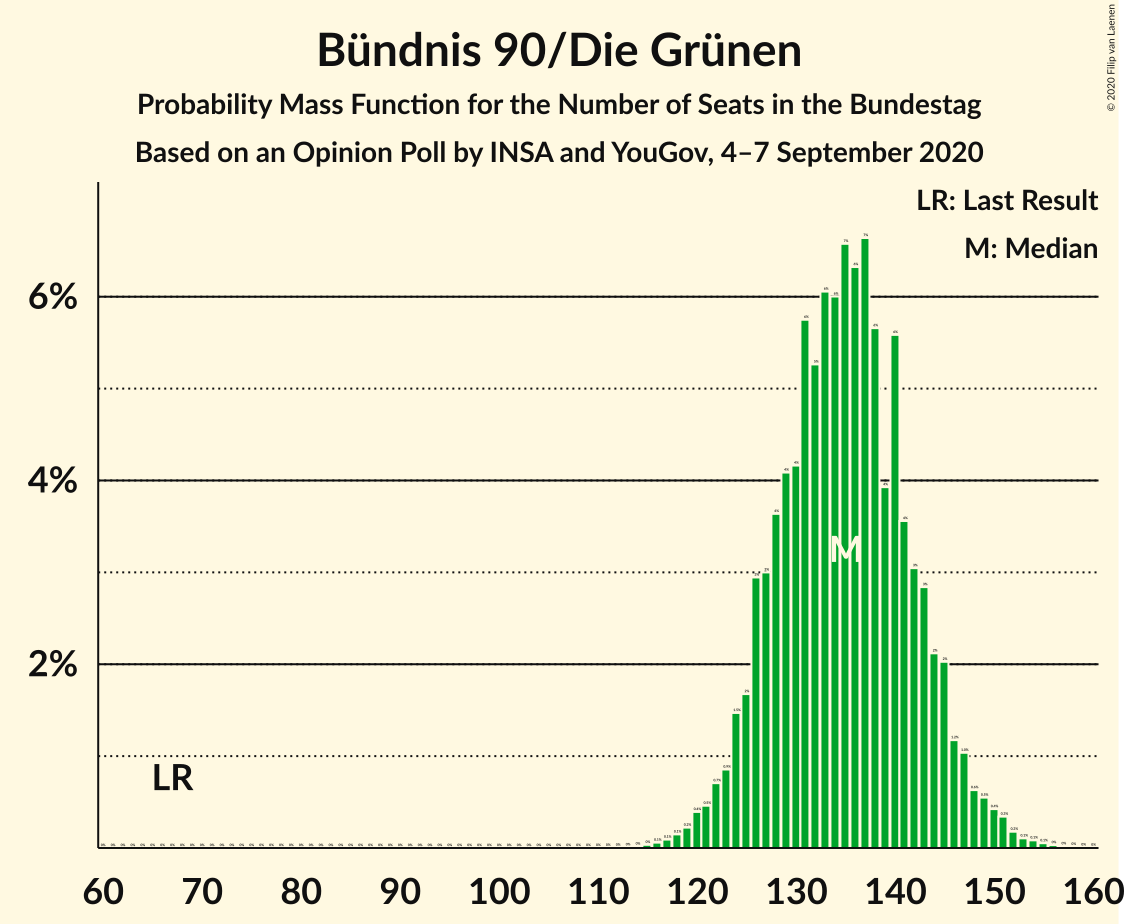 Bündnis 90/Die Grünen
Probability Mass Function for the Number of Seats in the Bundestag
Based on an Opinion Poll by INSA and YouGov, 4–7 September 2020
© 2020 Filip van Laenen
LR: Last Result
M: Median
6%
4%
2%
LR
M
60 70 80 90 100 110 120 130 140 150 160